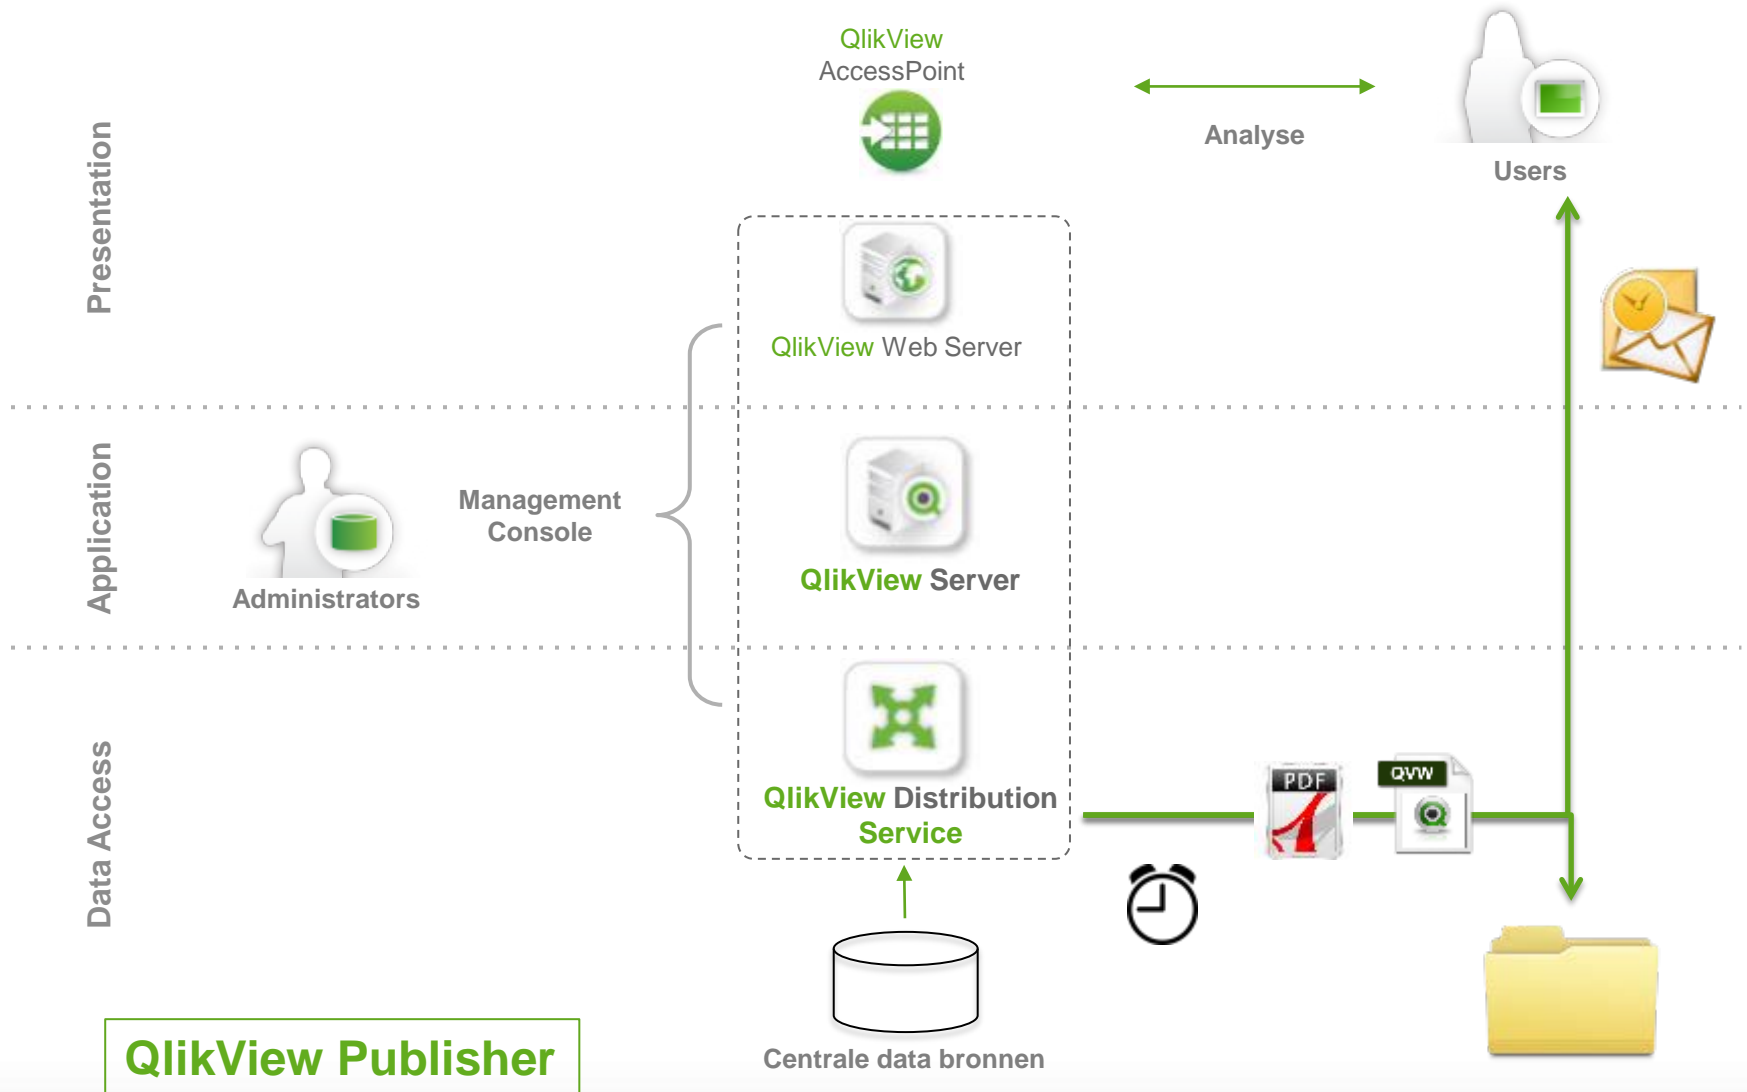 QlikView
AccessPoint
Analyse
Users
Presentation
QlikView Web Server
Application
Administrators
Management
Console
QlikView Server
Data Access
QlikView Distribution
Service
PDF
QVW
Centrale data bronnen
QlikView Publisher